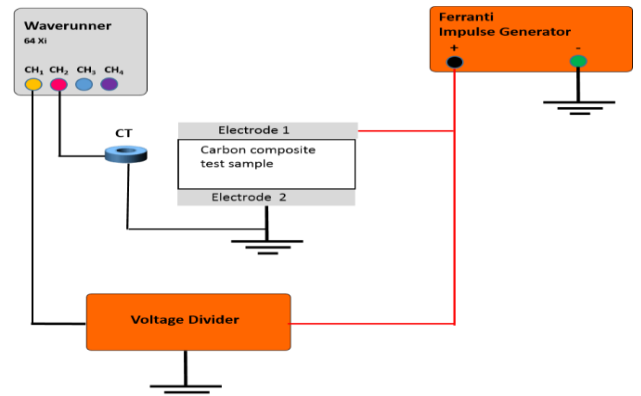 Waverunner
64 Xi
CH₁ CH₂ CH₃ CH₄
Ferranti
Impulse Generator
+ -
CT
Electrode 1
Carbon composite
test sample
Electrode 2
Voltage Divider